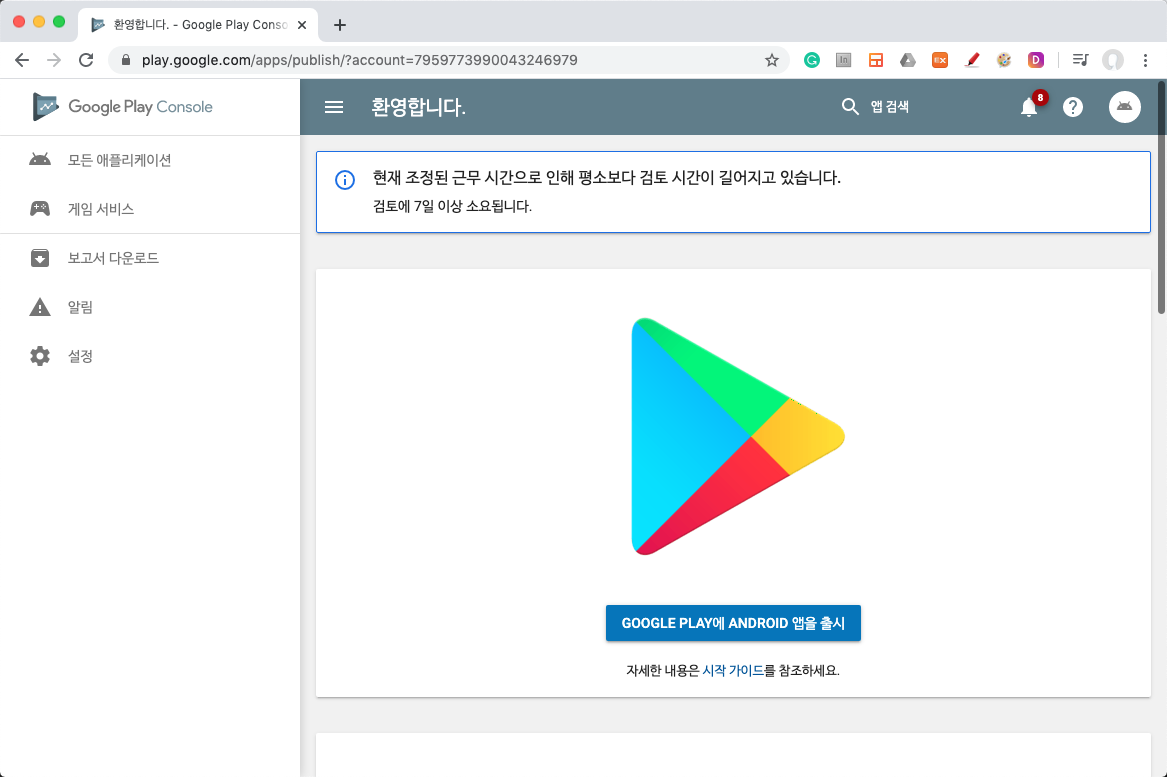 환영합니다. - Google Play Conso
play.google.com/apps/publish/?account=7959773990043246979
Google Play Console
환영합니다.
앱 검색
8
모든 애플리케이션
게임 서비스
보고서 다운로드
알림
설정
현재 조정된 근무 시간으로 인해 평소보다 검토 시간이 길어지고 있습니다.
검토에 7일 이상 소요됩니다.
GOOGLE PLAY에 ANDROID 앱을 출시
자세한 내용은 시작 가이드를 참조하세요.